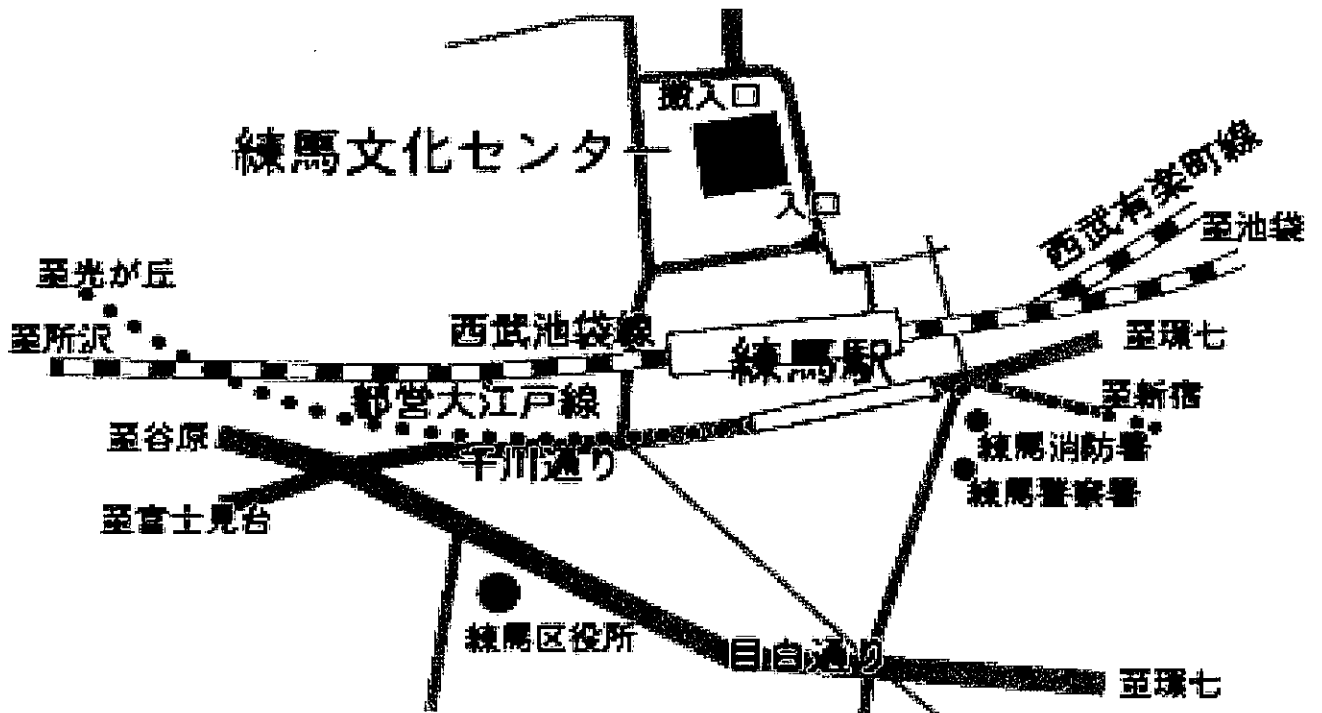 搬入口
練馬文化センター
入口
西武有楽町線
至池袋
至光が丘
至所沢
西武池袋線
練馬駅
至環七
都営大江戸線
至新宿
至谷原
千川通り
練馬消防署
練馬警察署
至富士見台
練馬区役所
目白通り
至環七